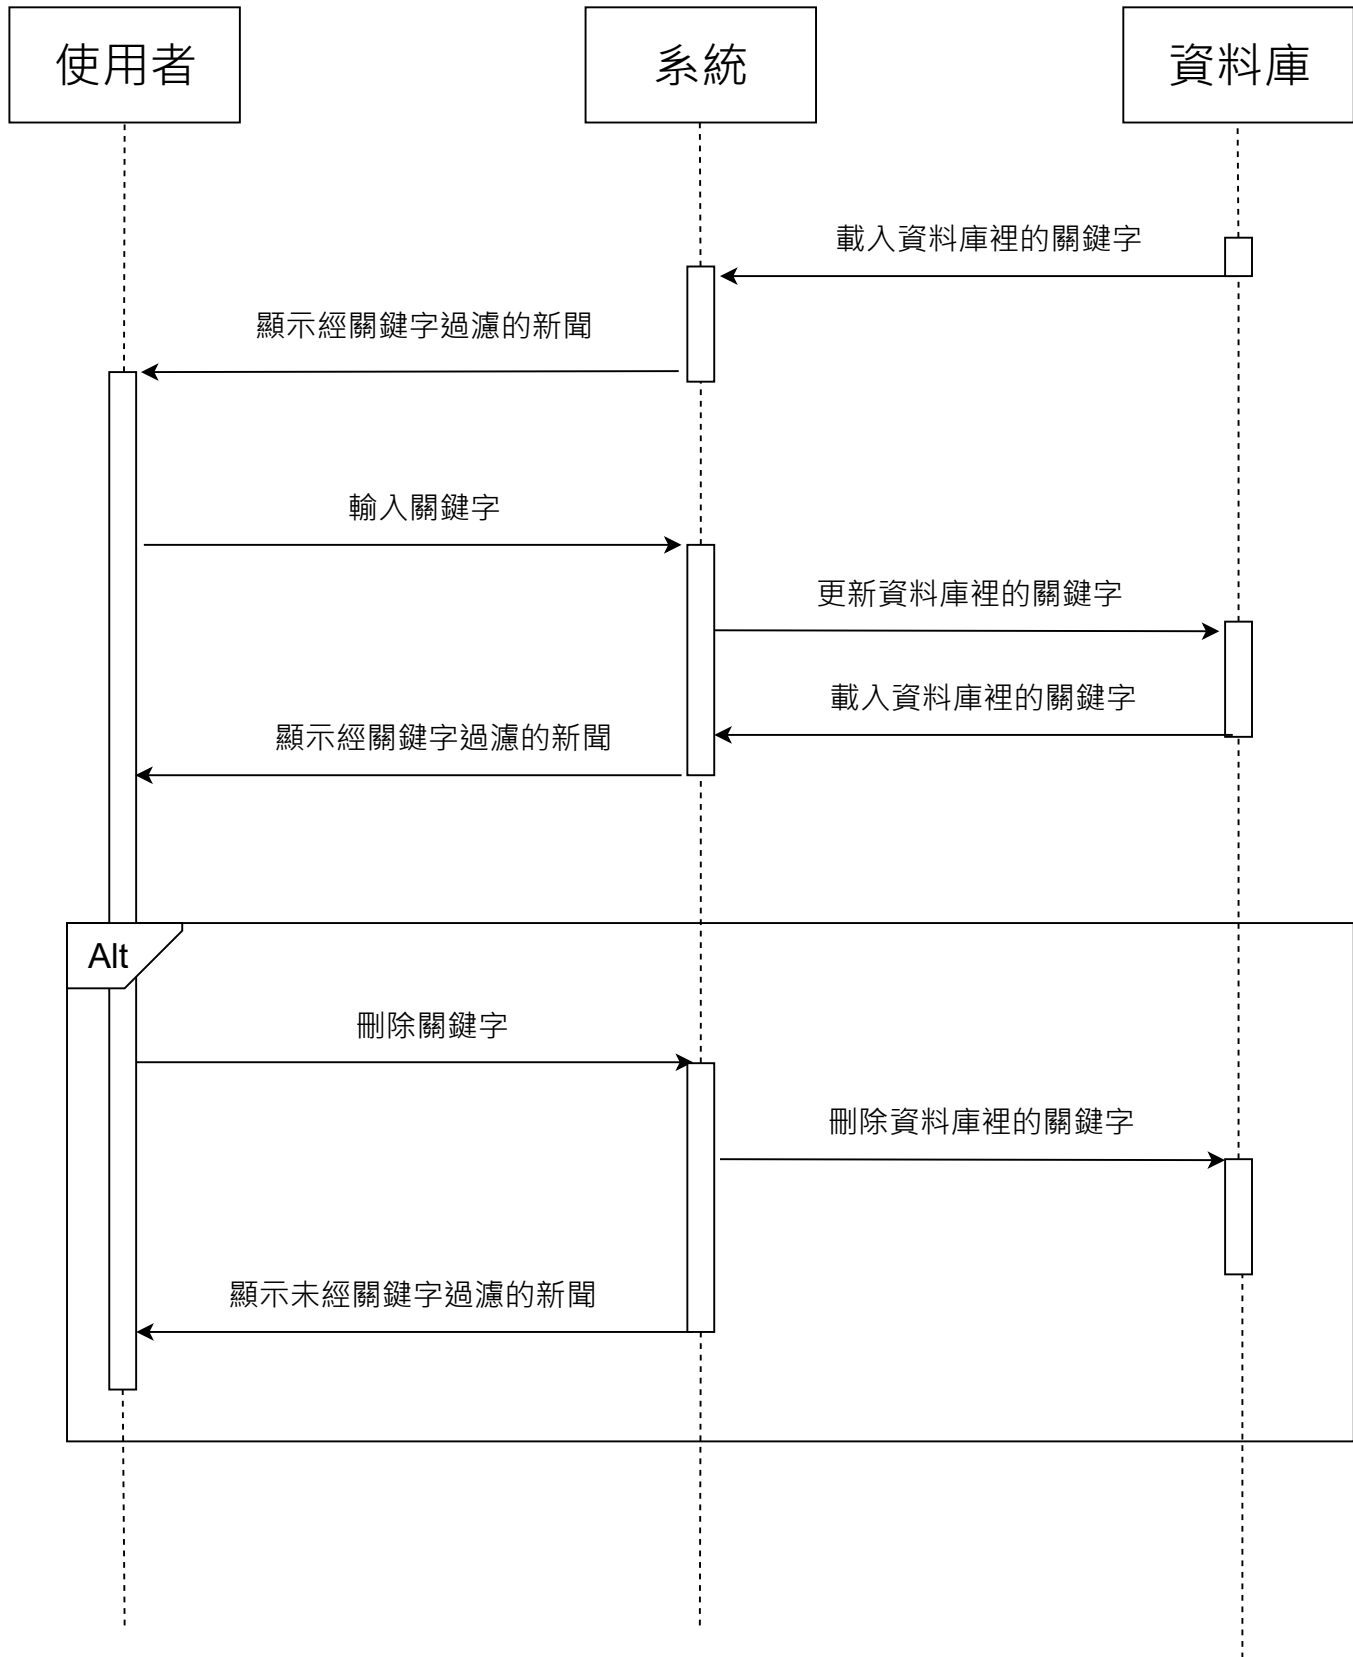 使用者
系統
資料庫
載入資料庫裡的關鍵字
顯示經關鍵字過濾的新聞
輸入關鍵字
更新資料庫裡的關鍵字
載入資料庫裡的關鍵字
顯示經關鍵字過濾的新聞
Alt
刪除關鍵字
刪除資料庫裡的關鍵字
顯示未經關鍵字過濾的新聞